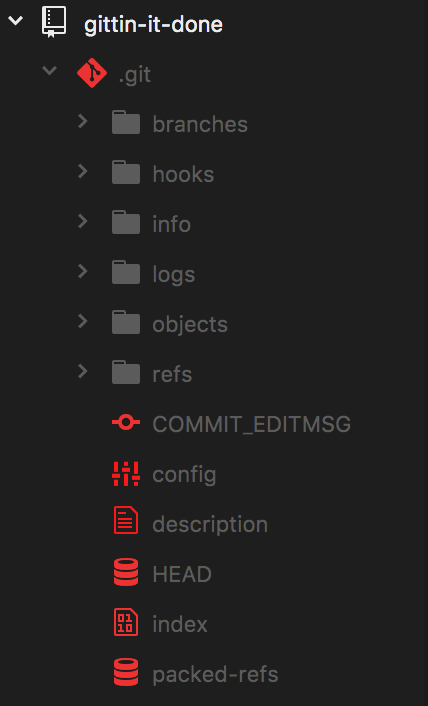 gittin-it-done
.git
branches
hooks
info
logs
objects
refs
COMMIT_EDITMSG
config
description
HEAD
index
packed-refs